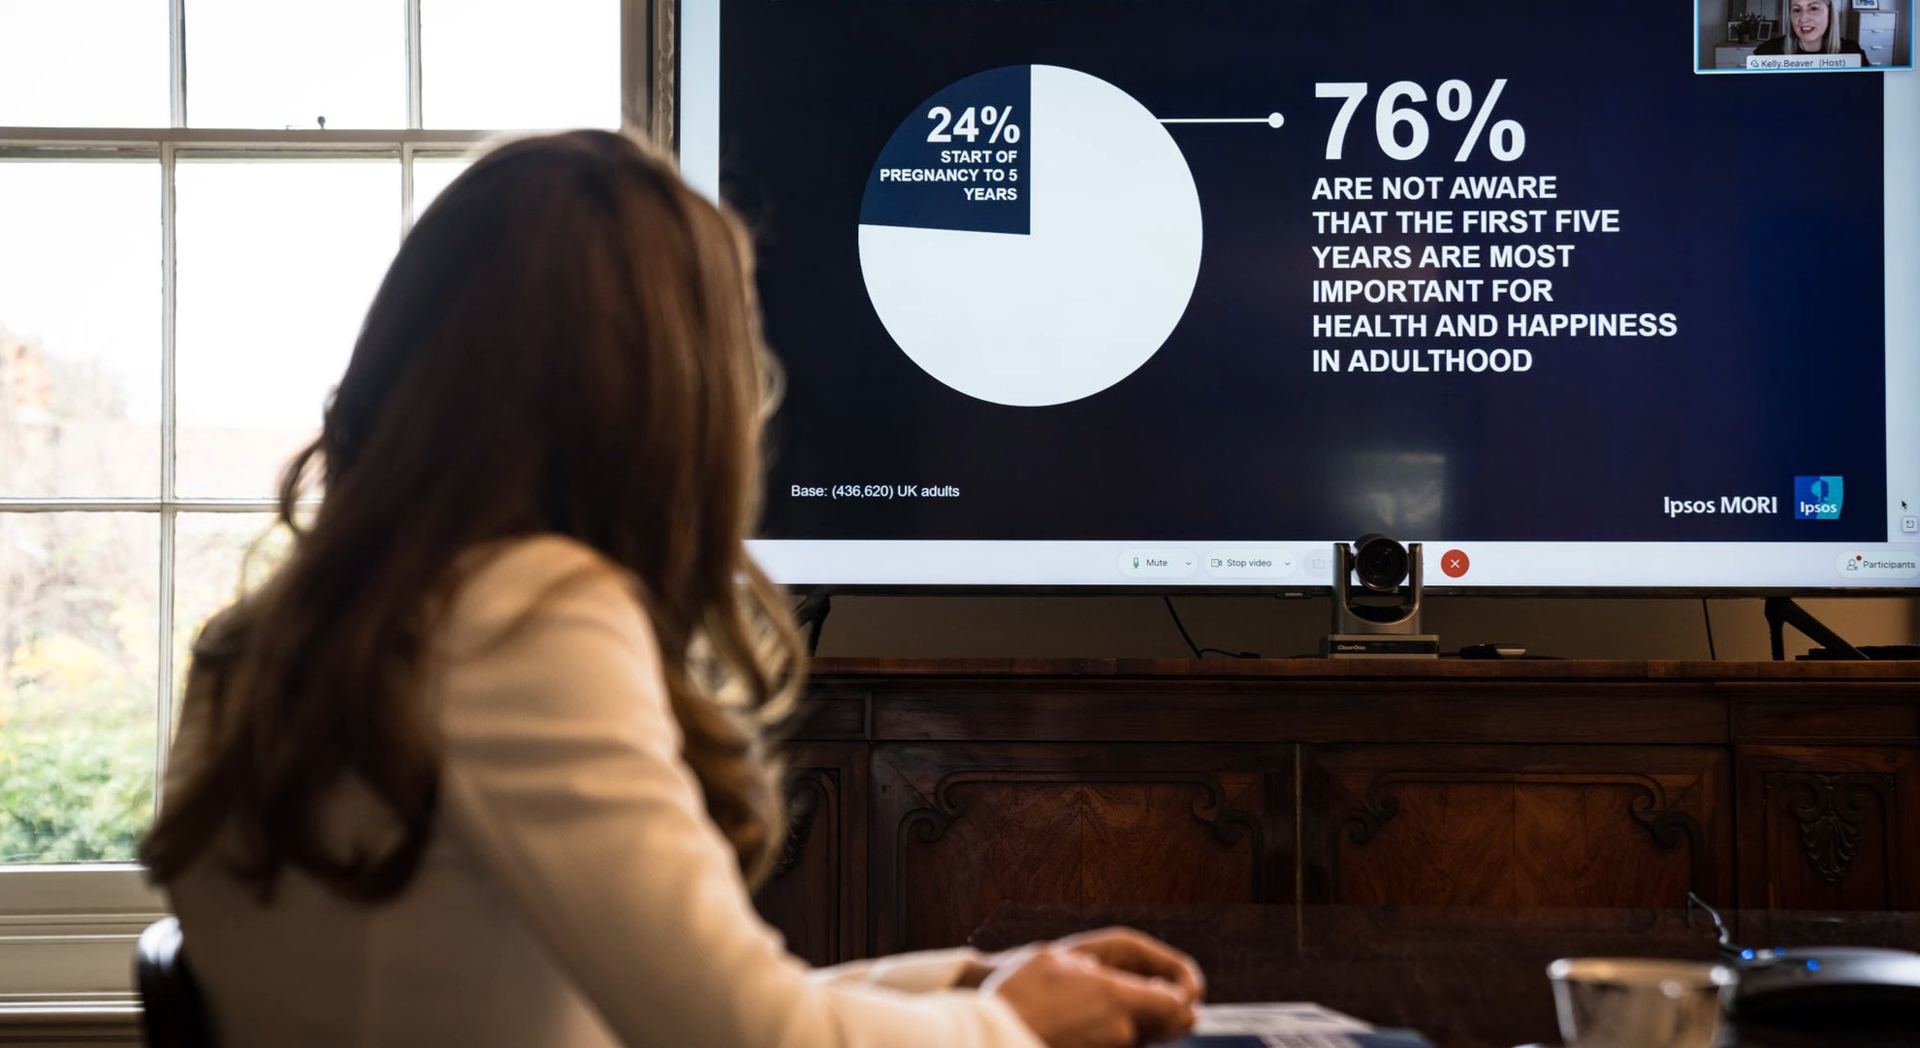 Kelly.Beaver (Host)
24%
START OF
PREGNANCY TO 5
YEARS
76%
ARE NOT AWARE
THAT THE FIRST FIVE
YEARS ARE MOST
IMPORTANT FOR
HEALTH AND HAPPINESS
IN ADULTHOOD
Base: (436,620) UK adults
Ipsos MORI
Ipsos
Mute
Stop video
Participants
ClearOne